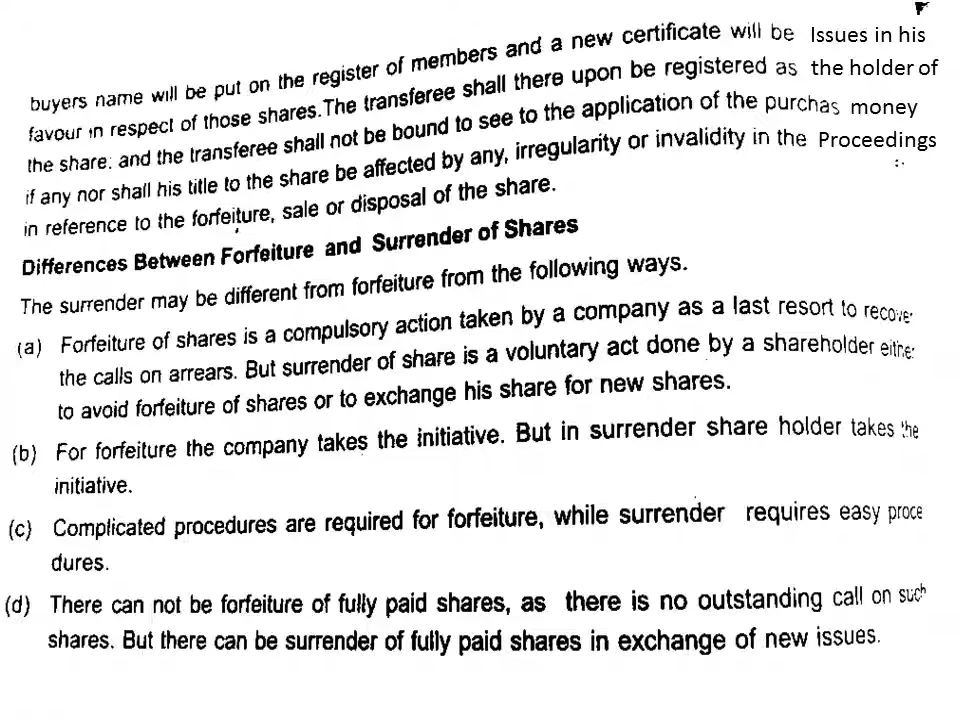 buyers name will be put on the register of members and a new certificate will be Issues in his
favour in respect of those shares. The transferee shall there upon be registered as the holder of
the share. and the transferee shall not be bound to see to the application of the purchas money
if any nor shall his title to the share be affected by any, irregularity or invalidity in the Proceedings
in reference to the forfeiture, sale or disposal of the share.
Differences Between Forfeiture and Surrender of Shares
The surrender may be different from forfeiture from the following ways.
(a) Forfeiture of shares is a compulsory action taken by a company as a last resort to recover
the calls on arrears. But surrender of share is a voluntary act done by a shareholder either
to avoid forfeiture of shares or to exchange his share for new shares.
(b) For forfeiture the company takes the initiative. But in surrender share holder takes the
initiative.
(c) Complicated procedures are required for forfeiture, while surrender requires easy proce
dures.
(d) There can not be forfeiture of fully paid shares, as there is no outstanding call on such
shares. But there can be surrender of fully paid shares in exchange of new issues.